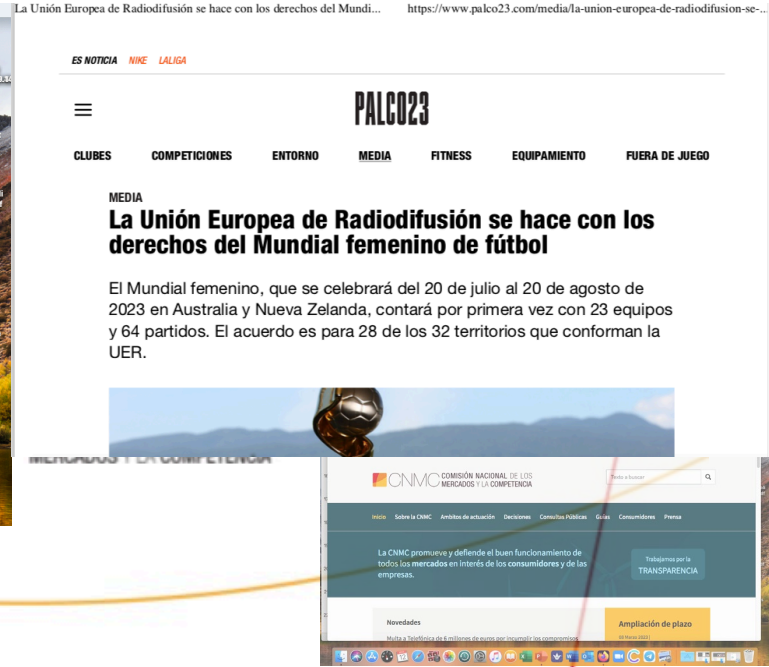 La Unión Europea de Radiodifusión se hace con los derechos del Mundi... https://www.palco23.com/media/la-union-europea-de-radiodifusion-se-...
ES NOTICIA NIKE LALIGA
PALCO23
CLUBES COMPETICIONES ENTORNO MEDIA FITNESS EQUIPAMIENTO FUERA DE JUEGO
MEDIA
La Unión Europea de Radiodifusión se hace con los
derechos del Mundial femenino de fútbol
El Mundial femenino, que se celebrará del 20 de julio al 20 de agosto de
2023 en Australia y Nueva Zelanda, contará por primera vez con 23 equipos
y 64 partidos. El acuerdo es para 28 de los 32 territorios que conforman la
UER.
MERCADOS Y LA COMPETENCIA
CNMC COMISIÓN NACIONAL DE LOS
MERCADOS Y LA COMPETENCIA
Texto a buscar
Inicio Sobre la CNMC Ambitos de actuación Decisiones Consultas Públicas Guías Consumidores Prensa
La CNMC promueve y defiende el buen funcionamiento de
todos los mercados en interés de los consumidores y de las
empresas.
Trabajamos por la
TRANSPARENCIA
Novedades
Multa a Telefónica de 6 millones de euros por incumplir los compromisos
Ampliación de plazo